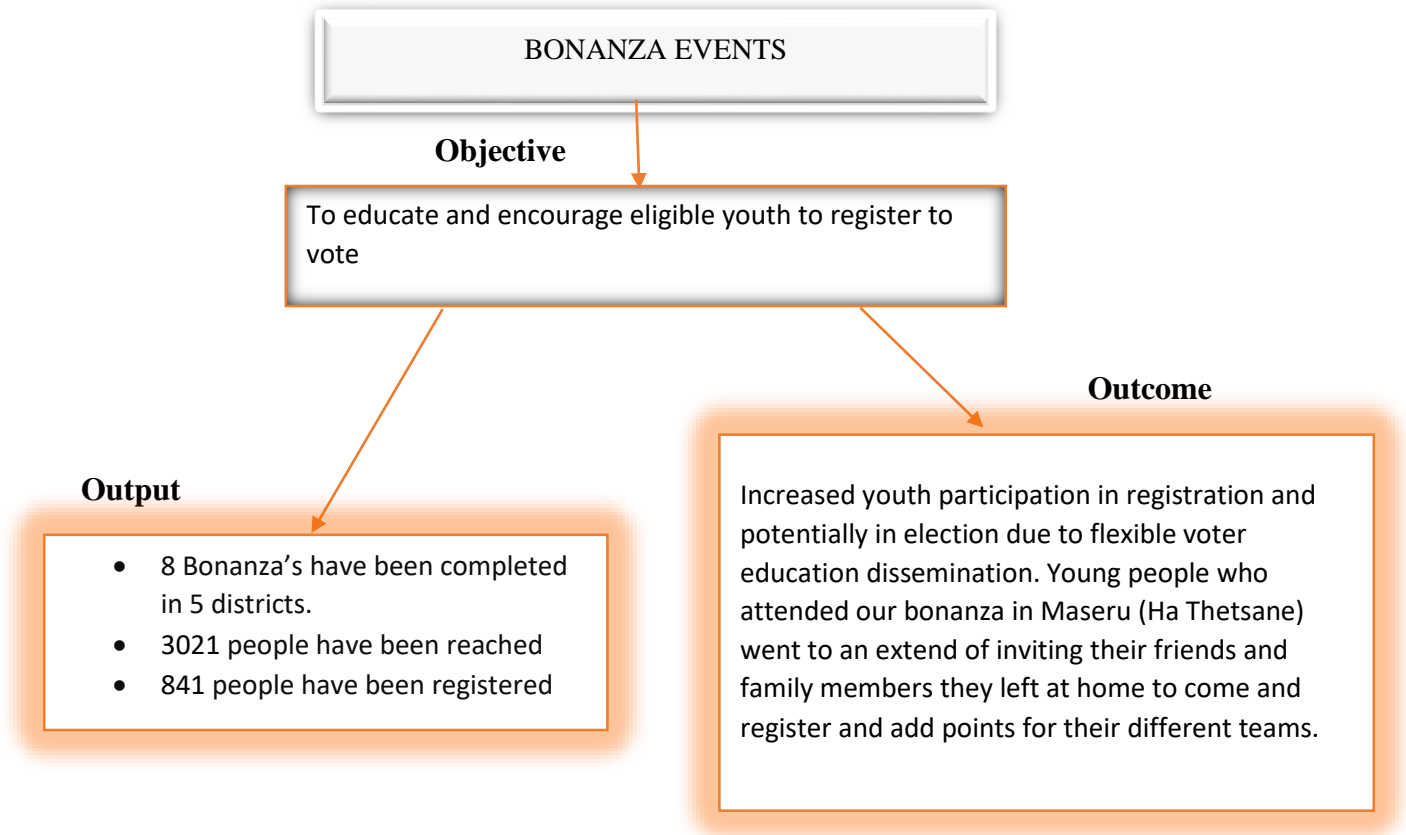 BONANZA EVENTS
Objective
To educate and encourage eligible youth to register to
vote
Output
• 8 Bonanza’s have been completed
in 5 districts.
• 3021 people have been reached
• 841 people have been registered
Outcome
Increased youth participation in registration and
potentially in election due to flexible voter
education dissemination. Young people who
attended our bonanza in Maseru (Ha Thetsane)
went to an extend of inviting their friends and
family members they left at home to come and
register and add points for their different teams.